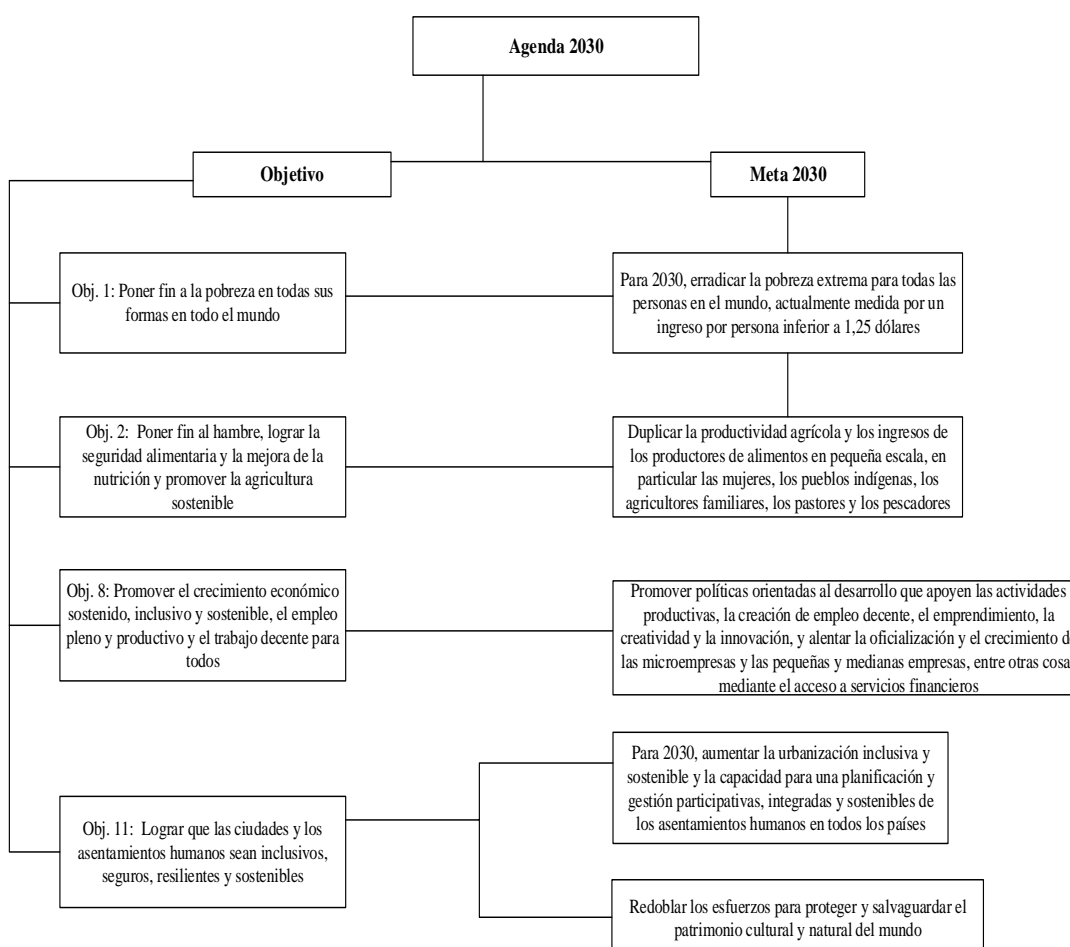 Agenda 2030
Objetivo
Meta 2030
Obj. 1: Poner fin a la pobreza en todas sus
formas en todo el mundo
Para 2030, erradicar la pobreza extrema para todas las
personas en el mundo, actualmente medida por un
ingreso por persona inferior a 1,25 dólares
Obj. 2:  Poner fin al hambre, lograr la
seguridad alimentaria y la mejora de la
nutrición y promover la agricultura
sostenible
Duplicar la productividad agrícola y los ingresos de
los productores de alimentos en pequeña escala, en
particular las mujeres, los pueblos indígenas, los
agricultores familiares, los pastores y los pescadores
Obj. 8: Promover el crecimiento económico
sostenido, inclusivo y sostenible, el empleo
pleno y productivo y el trabajo decente para
todos
Promover políticas orientadas al desarrollo que apoyen las actividades
productivas, la creación de empleo decente, el emprendimiento, la
creatividad y la innovación, y alentar la oficialización y el crecimiento de
las microempresas y las pequeñas y medianas empresas, entre otras cosa
mediante el acceso a servicios financieros
Obj. 11:  Lograr que las ciudades y los
asentamientos humanos sean inclusivos,
seguros, resilientes y sostenibles
Para 2030, aumentar la urbanización inclusiva y
sostenible y la capacidad para una planificación y
gestión participativas, integradas y sostenibles de
los asentamientos humanos en todos los países
Redoblar los esfuerzos para proteger y salvaguardar el
patrimonio cultural y natural del mundo